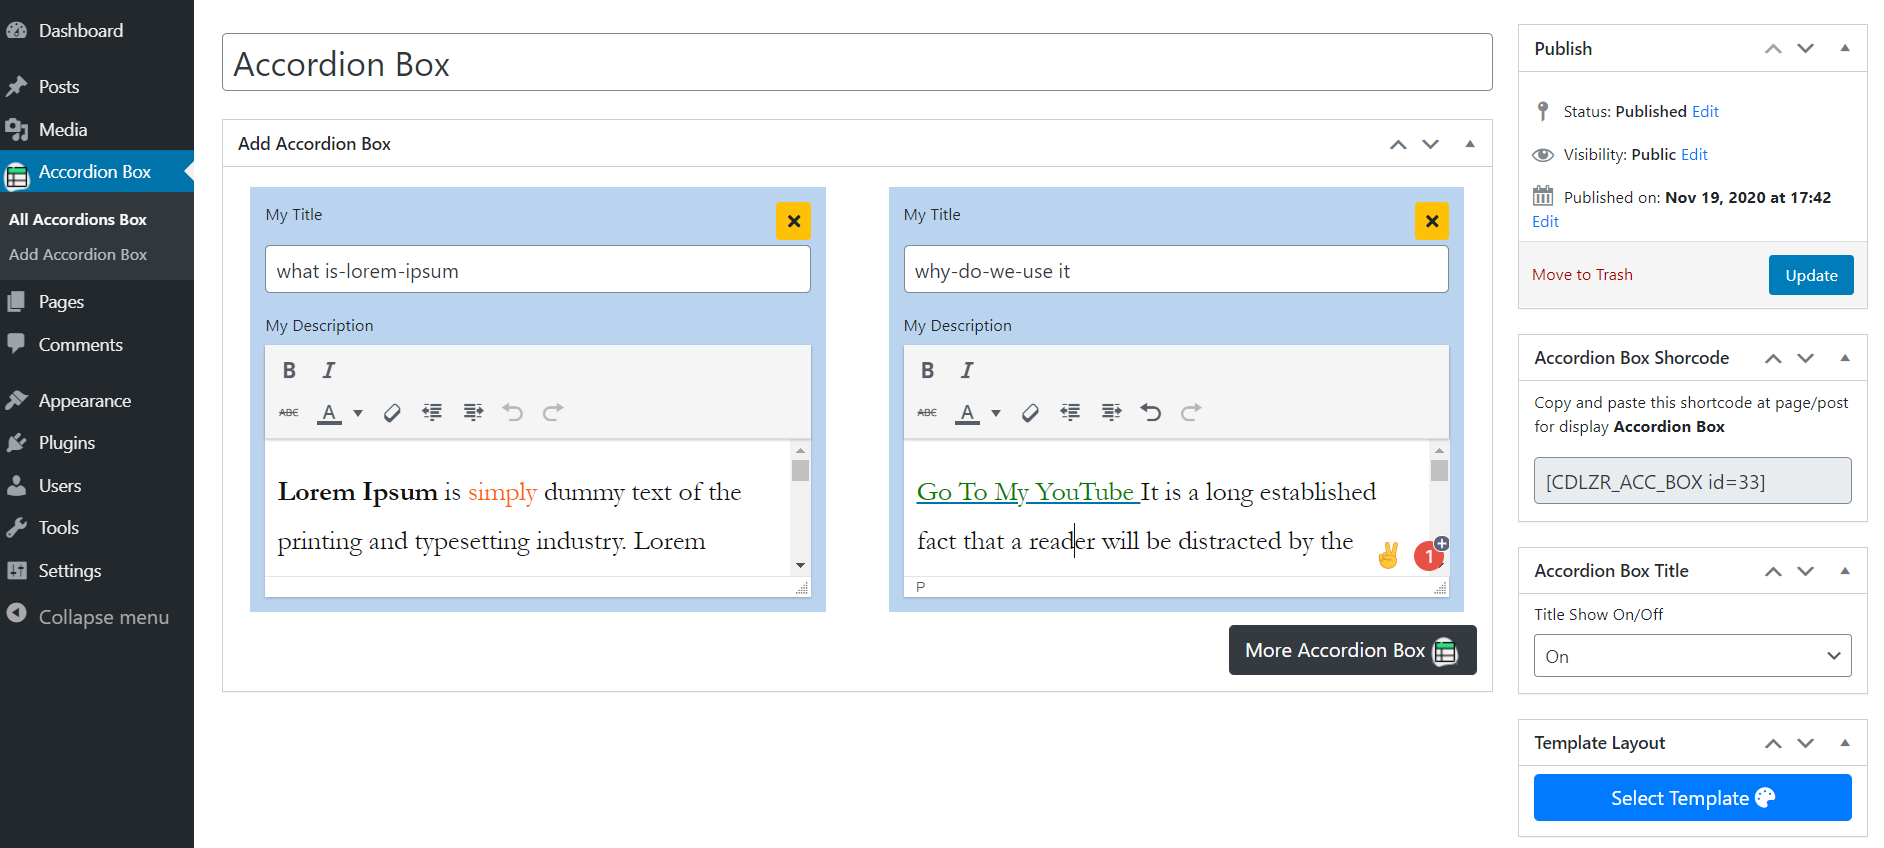 Dashboard
Posts
Media
Accordion Box
All Accordions Box
Add Accordion Box
Pages
Comments
Appearance
Plugins
Users
Tools
Settings
Collapse menu
Accordion Box
Add Accordion Box
My Title
what is-lorem-ipsum
My Description
B I
ABC A
Lorem Ipsum is simply dummy text of the
printing and typesetting industry. Lorem
My Title
why-do-we-use it
My Description
B I
ABC A
Go To My YouTube It is a long established
fact that a reader will be distracted by the
1
P
More Accordion Box
Publish
Status: Published Edit
Visibility: Public Edit
Published on: Nov 19, 2020 at 17:42
Edit
Move to Trash
Update
Accordion Box Shorcode
Copy and paste this shortcode at page/post
for display Accordion Box
[CDLZR_ACC_BOX id=33]
Accordion Box Title
Title Show On/Off
On
Template Layout
Select Template